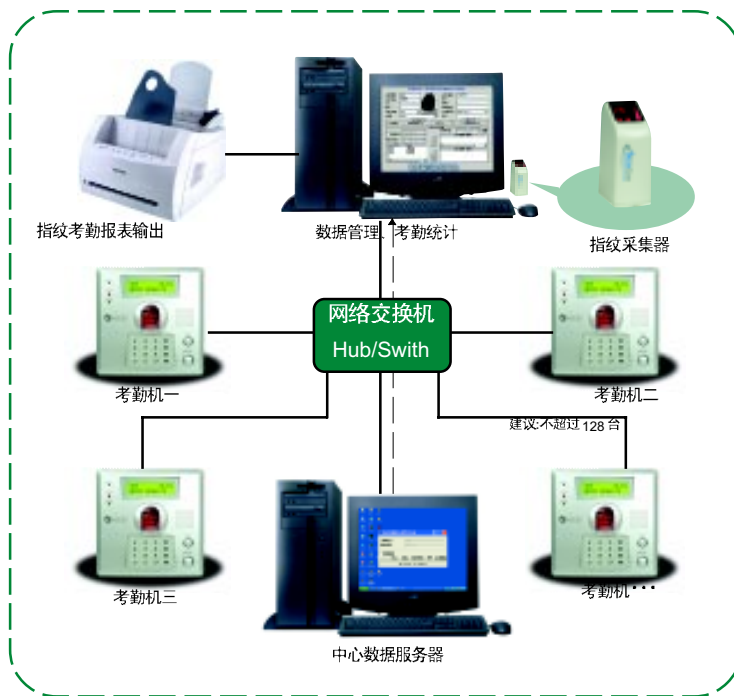 指纹考勤报表输出
数据管理、考勤统计
指纹采集器
网络交换机
Hub/Swith
考勤机一
考勤机二
建议:不超过128台
考勤机三
考勤机···
中心数据服务器